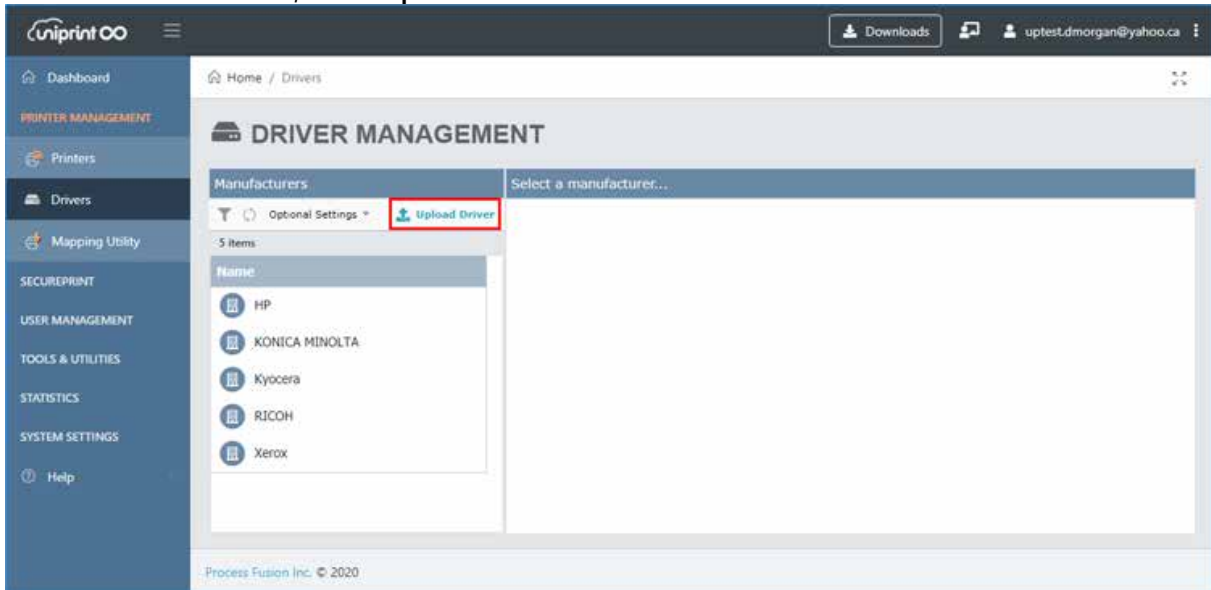 uniprint
Downloads
uptest.dmorgan@yahoo.ca
Dashboard
Home / Drivers
PRINTER MANAGEMENT
DRIVER MANAGEMENT
Printers
Manufacturers
Select a manufacturer...
Drivers
Optional Settings
Upload Driver
Mapping Utility
5 items
Name
SECUREPRINT
HP
USER MANAGEMENT
KONICA MINOLTA
TOOLS & UTILITIES
Kyocera
STATISTICS
RICOH
SYSTEM SETTINGS
Xerox
Help
Process Fusion Inc. © 2020